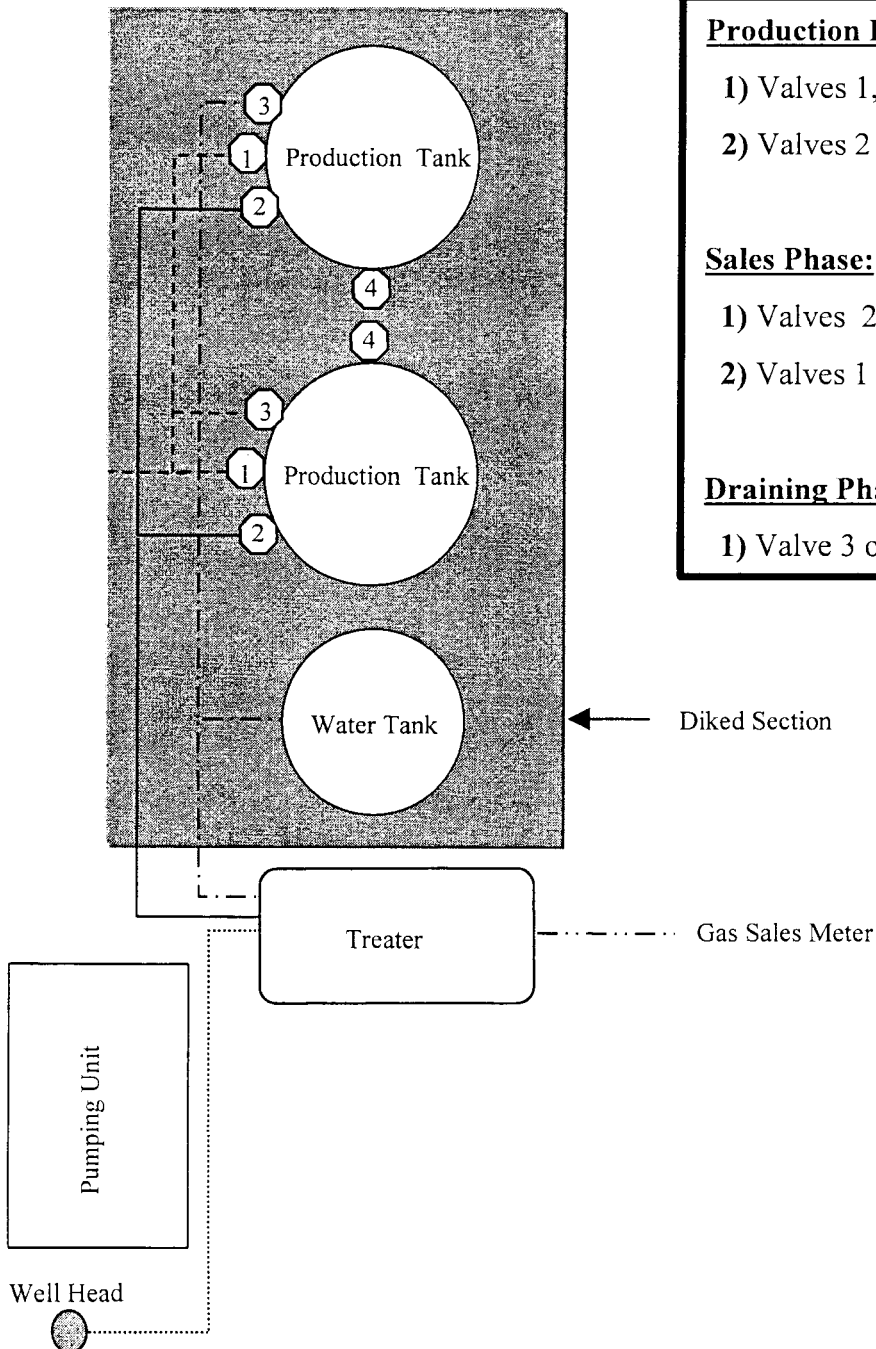 Production
1) Valves 1,
2) Valves 2
Sales Phase:
1) Valves 2
2) Valves 1
Draining
1) Valve 3
3
1
Production Tank
2
4
4
3
1
Production Tank
2
Water Tank
Diked Section
Treater
Gas Sales Meter
Pumping Unit
Well Head